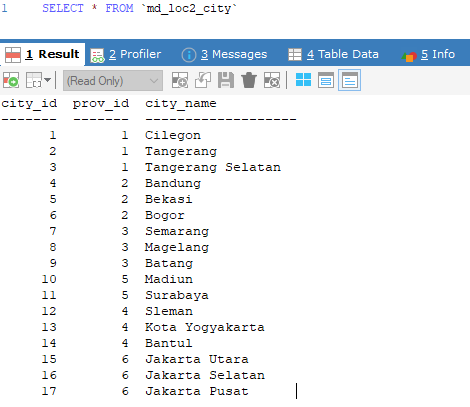 1 SELECT * FROM `md_loc2_city`
1 Result 2 Profiler 3 Messages 4 Table Data 5 Info
(Read Only)
city_id prov_id city_name
------- ------- -------------------
1 1 Cilegon
2 1 Tangerang
3 1 Tangerang Selatan
4 2 Bandung
5 2 Bekasi
6 2 Bogor
7 3 Semarang
8 3 Magelang
9 3 Batang
10 5 Madiun
11 5 Surabaya
12 4 Sleman
13 4 Kota Yogyakarta
14 4 Bantul
15 6 Jakarta Utara
16 6 Jakarta Selatan
17 6 Jakarta Pusat